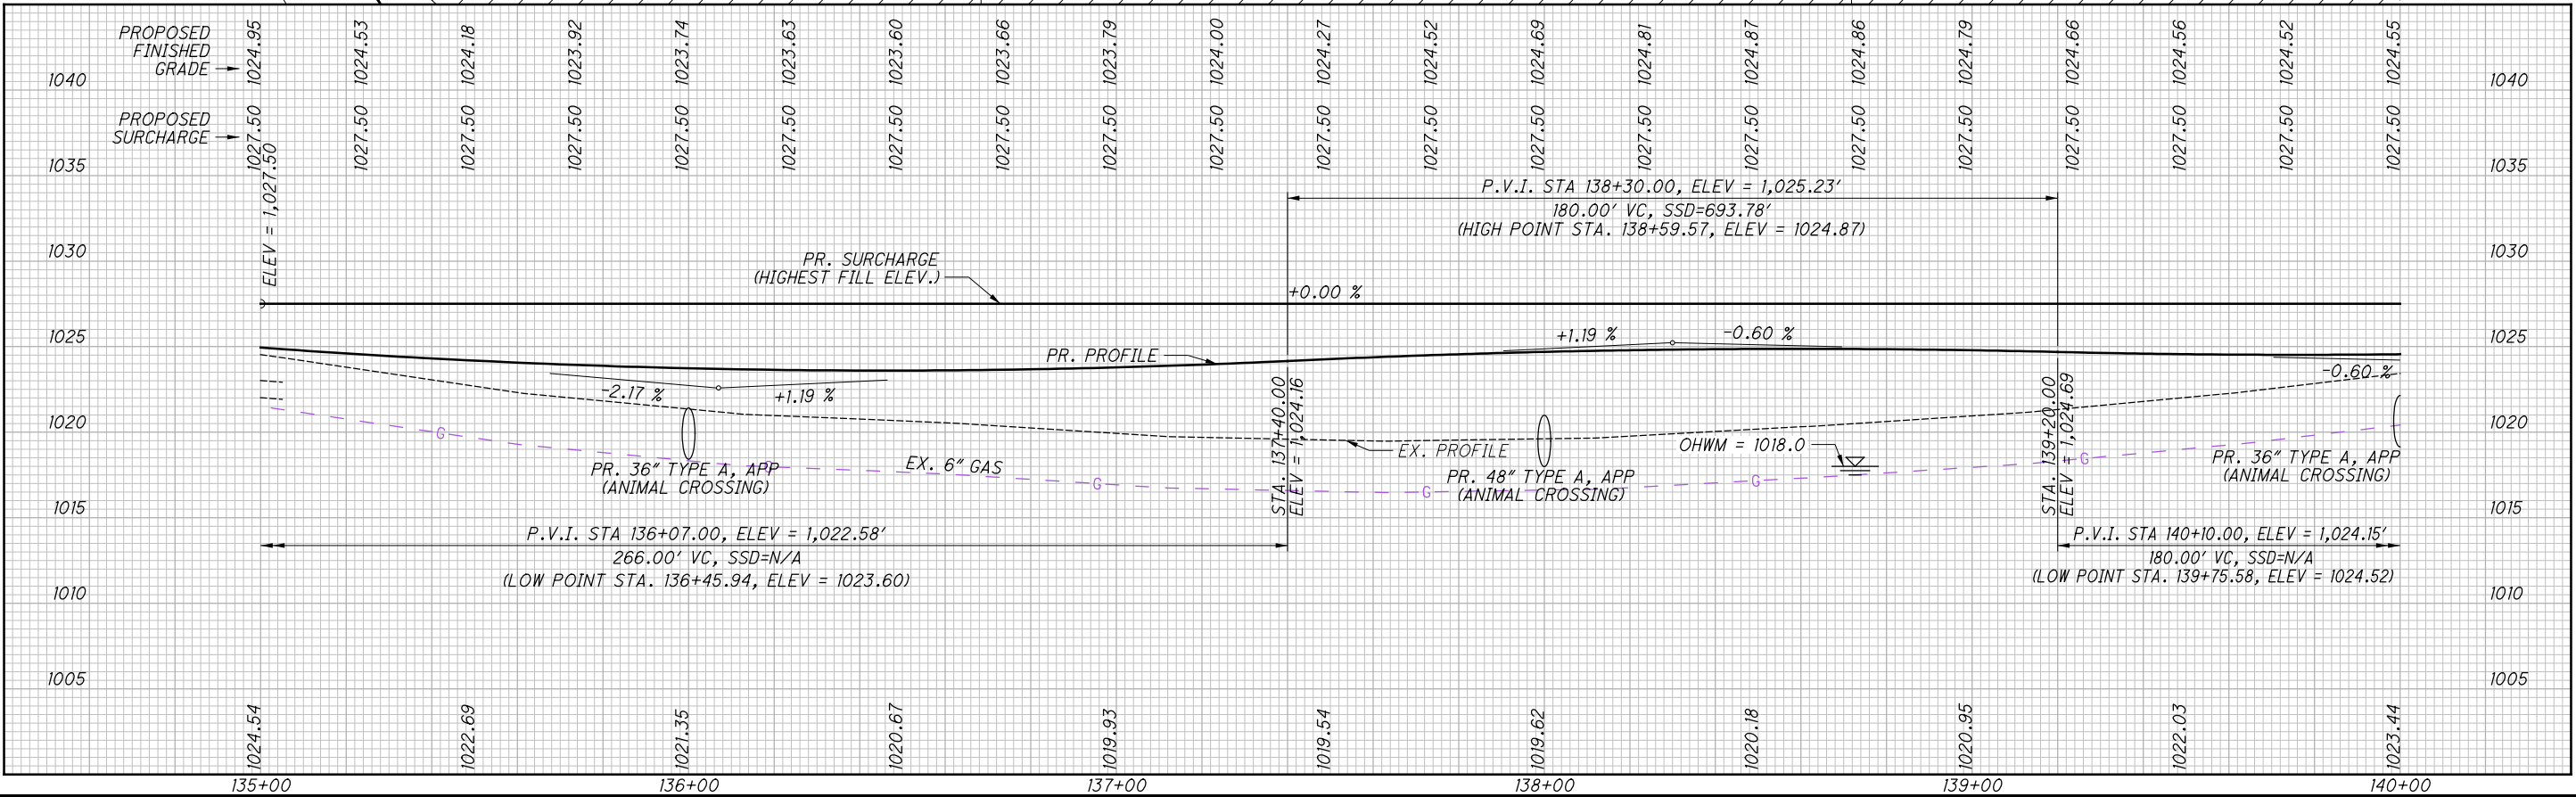 PROPOSED
FINISHED
GRADE
1024.95 1024.53 1024.18 1023.92 1023.74 1023.63 1023.60 1023.66 1023.79 1024.00 1024.27 1024.52 1024.69 1024.81 1024.87 1024.86 1024.79 1024.66 1024.56 1024.52 1024.55
1040 1040
PROPOSED
SURCHARGE
1027.50 1027.50 1027.50 1027.50 1027.50 1027.50 1027.50 1027.50 1027.50 1027.50 1027.50 1027.50 1027.50 1027.50 1027.50 1027.50 1027.50 1027.50 1027.50 1027.50 1027.50
ELEV = 1,027.50
1035 1035
P.V.I. STA 138+30.00, ELEV = 1,025.23'
180.00' VC, SSD=693.78'
(HIGH POINT STA. 138+59.57, ELEV = 1024.87)
1030 1030
PR. SURCHARGE
(HIGHEST FILL ELEV.)
+0.00 %
1025 1025
+1.19 % -0.60 %
PR. PROFILE
-2.17 % +1.19 %
-0.60 %
STA. 137+40.00
ELEV = 1,024.16
STA. 139+20.00
ELEV = 1,024.69
1020 1020
G G G G G G
EX. PROFILE
OHWM = 1018.0
EX. 6" GAS
PR. 36" TYPE A, APP
(ANIMAL CROSSING)
PR. 48" TYPE A, APP
(ANIMAL CROSSING)
PR. 36" TYPE A, APP
(ANIMAL CROSSING)
1015 1015
P.V.I. STA 136+07.00, ELEV = 1,022.58'
266.00' VC, SSD=N/A
(LOW POINT STA. 136+45.94, ELEV = 1023.60)
P.V.I. STA 140+10.00, ELEV = 1,024.15'
180.00' VC, SSD=N/A
(LOW POINT STA. 139+75.58, ELEV = 1024.52)
1010 1010
1005 1005
1024.54 1022.69 1021.35 1020.67 1019.93 1019.54 1019.62 1020.18 1020.95 1022.03 1023.44
135+00 136+00 137+00 138+00 139+00 140+00